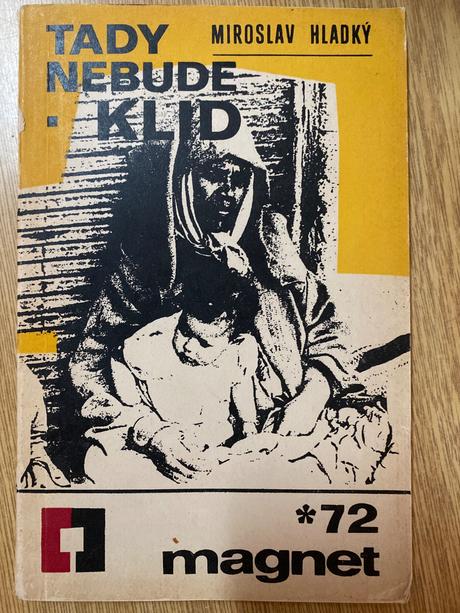 TADY
MIROSLAV HLADKÝ
NEBUDE
KLID
*72
magnet